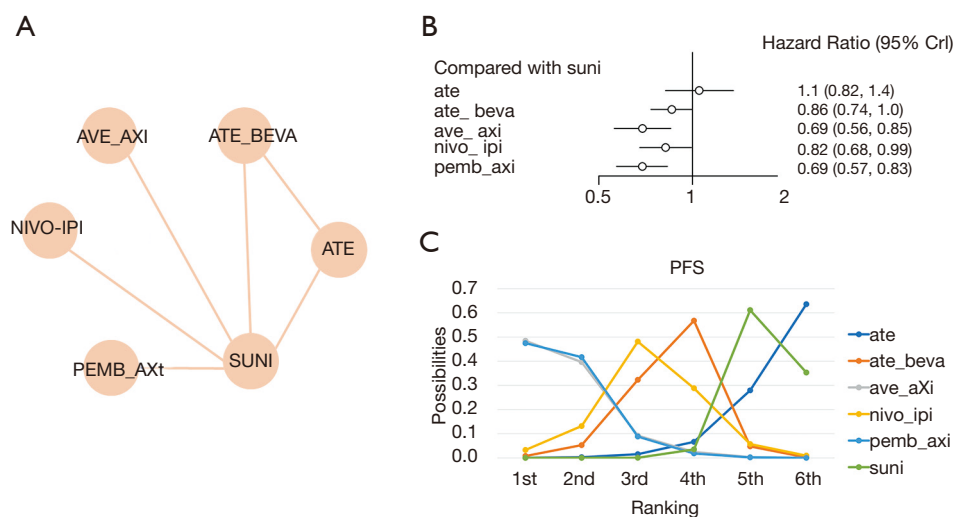 A
AVE_AXI
ATE_BEVA
NIVO-IPI
ATE
PEMB_AXt
SUNI
B
Hazard Ratio (95% Crl)
Compared with suni
ate 1.1 (0.82, 1.4)
ate_ beva 0.86 (0.74, 1.0)
ave_ axi 0.69 (0.56, 0.85)
nivo_ ipi 0.82 (0.68, 0.99)
pemb_axi 0.69 (0.57, 0.83)
0.5 1 2
C
PFS
Possibilities
0.7
0.6
0.5
0.4
0.3
0.2
0.1
0.0
1st 2nd 3rd 4th 5th 6th
Ranking
ate
ate_beva
ave_aXi
nivo_ipi
pemb_axi
suni